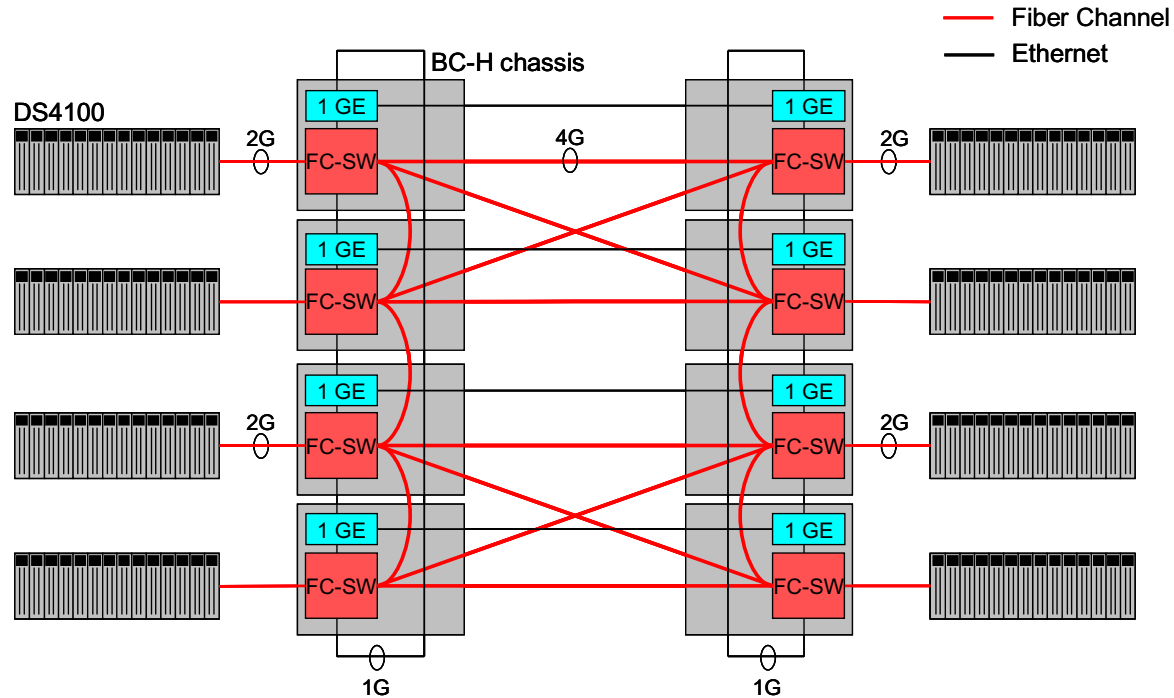 Fiber Channel
Ethernet
BC-H chassis
DS4100
1 GE
1 GE
2G
FC-SW
4G
FC-SW
2G
1 GE
1 GE
FC-SW
FC-SW
1 GE
1 GE
2G
FC-SW
FC-SW
2G
1 GE
1 GE
FC-SW
FC-SW
1G
1G